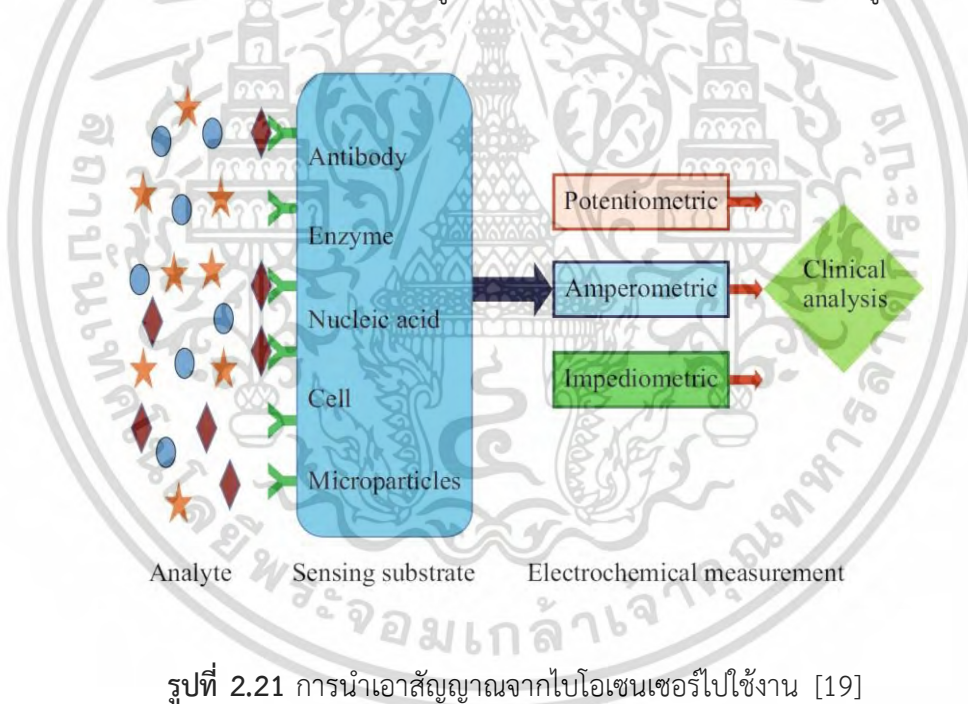 Antibody
Enzyme
Nucleic acid
Cell
Microparticles
Potentiometric
Amperometric
Impediometric
Clinical
analysis
Analyte
Sensing substrate
Electrochemical measurement
รูปที่ 2.21 การนำเอาสัญญาณจากไบโอเซนเซอร์ไปใช้งาน [19]